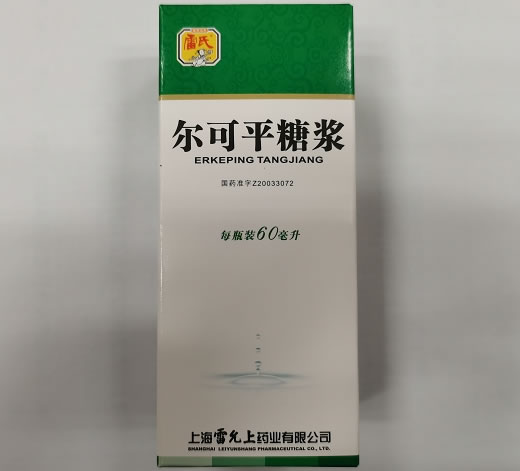 雷氏
尔可平糖浆
ERKEPING TANGJIANG
国药准字Z20033072
每瓶装60毫升
上海雷允上药业有限公司
SHANGHAI LEIYUNSHANG PHARMACEUTICAL CO., LTD.